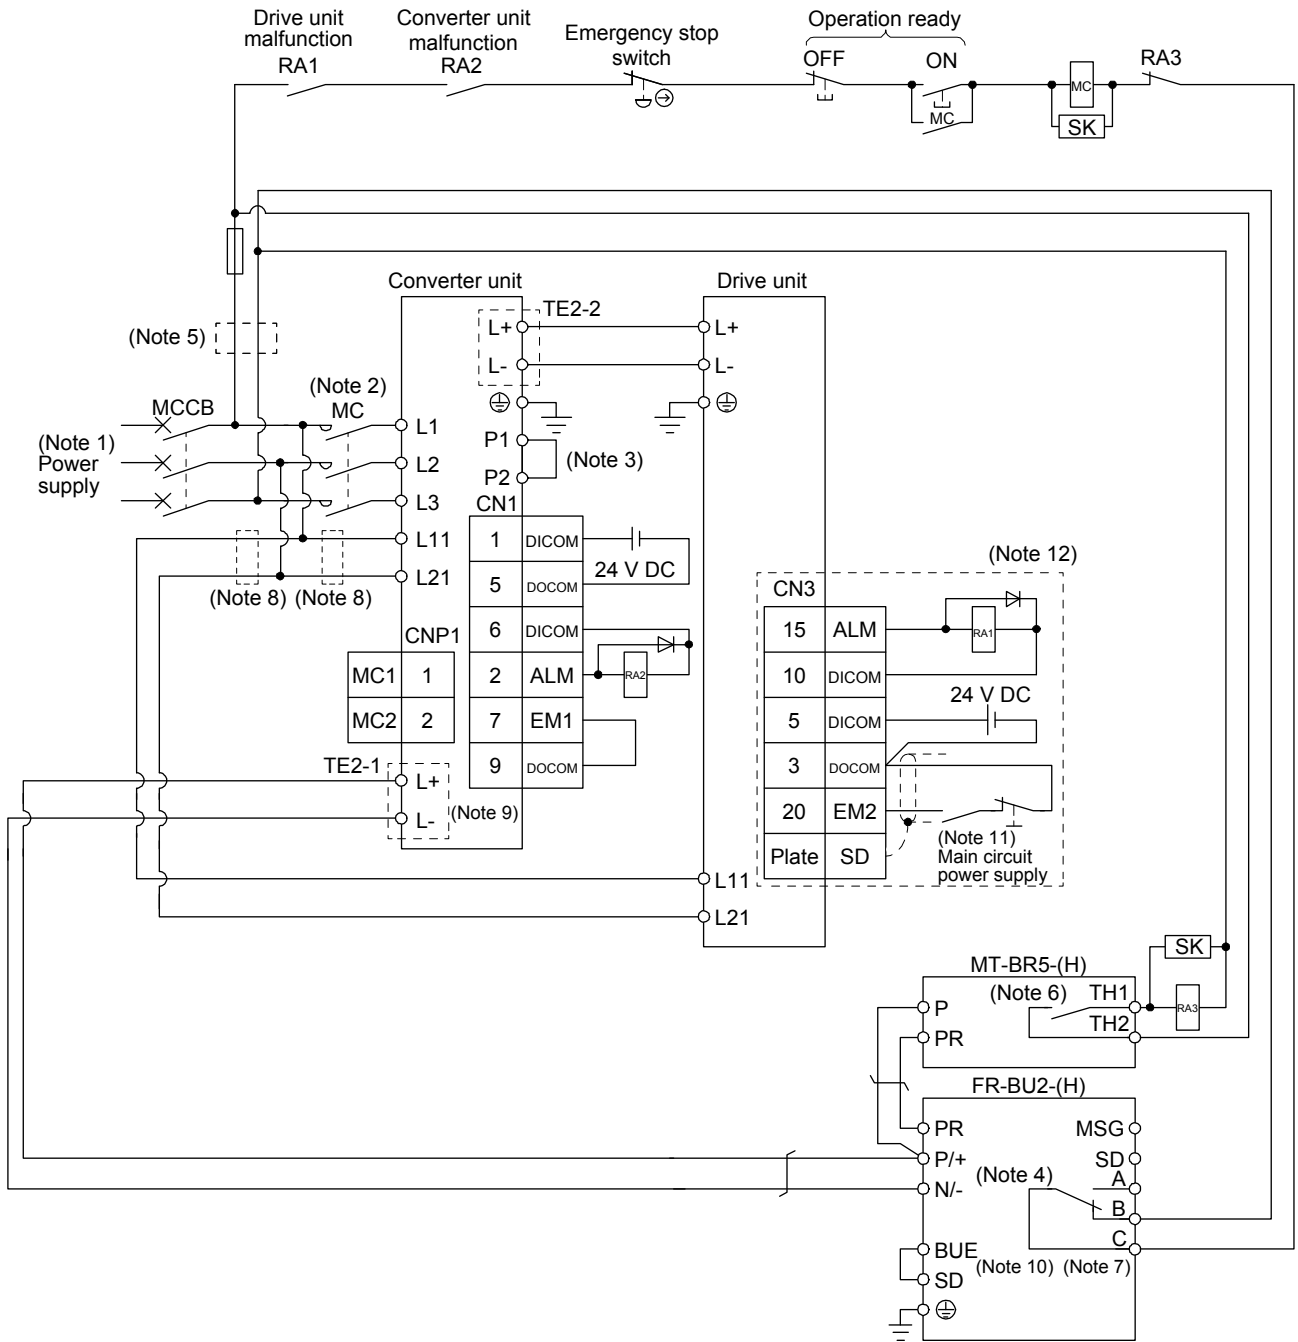 Drive unit
malfunction
RA1
Converter unit
malfunction
RA2
Emergency stop
switch
Operation ready
OFF
ON
MC
MC
SK
RA3
Converter unit
Drive unit
TE2-2
L+
L+
(Note 5)
L-
L-
(Note 2)
MCCB
MC
L1
P1
(Note 1)
Power
supply
L2
(Note 3)
P2
L3
CN1
L11
1 DICOM
24 V DC
(Note 12)
L21
5 DOCOM
CN3
(Note 8) (Note 8)
6 DICOM
15 ALM
RA1
CNP1
MC1 1
2 ALM
RA2
10 DICOM
24 V DC
MC2 2
7 EM1
5 DICOM
TE2-1
9 DOCOM
3 DOCOM
L+
L-
(Note 9)
20 EM2
(Note 11)
Main circuit
power supply
Plate SD
L11
L21
SK
MT-BR5-(H)
P
(Note 6)
TH1
RA3
PR
TH2
FR-BU2-(H)
PR
MSG
P/+
SD
N/-
(Note 4)
A
B
BUE
C
(Note 10) (Note 7)
SD